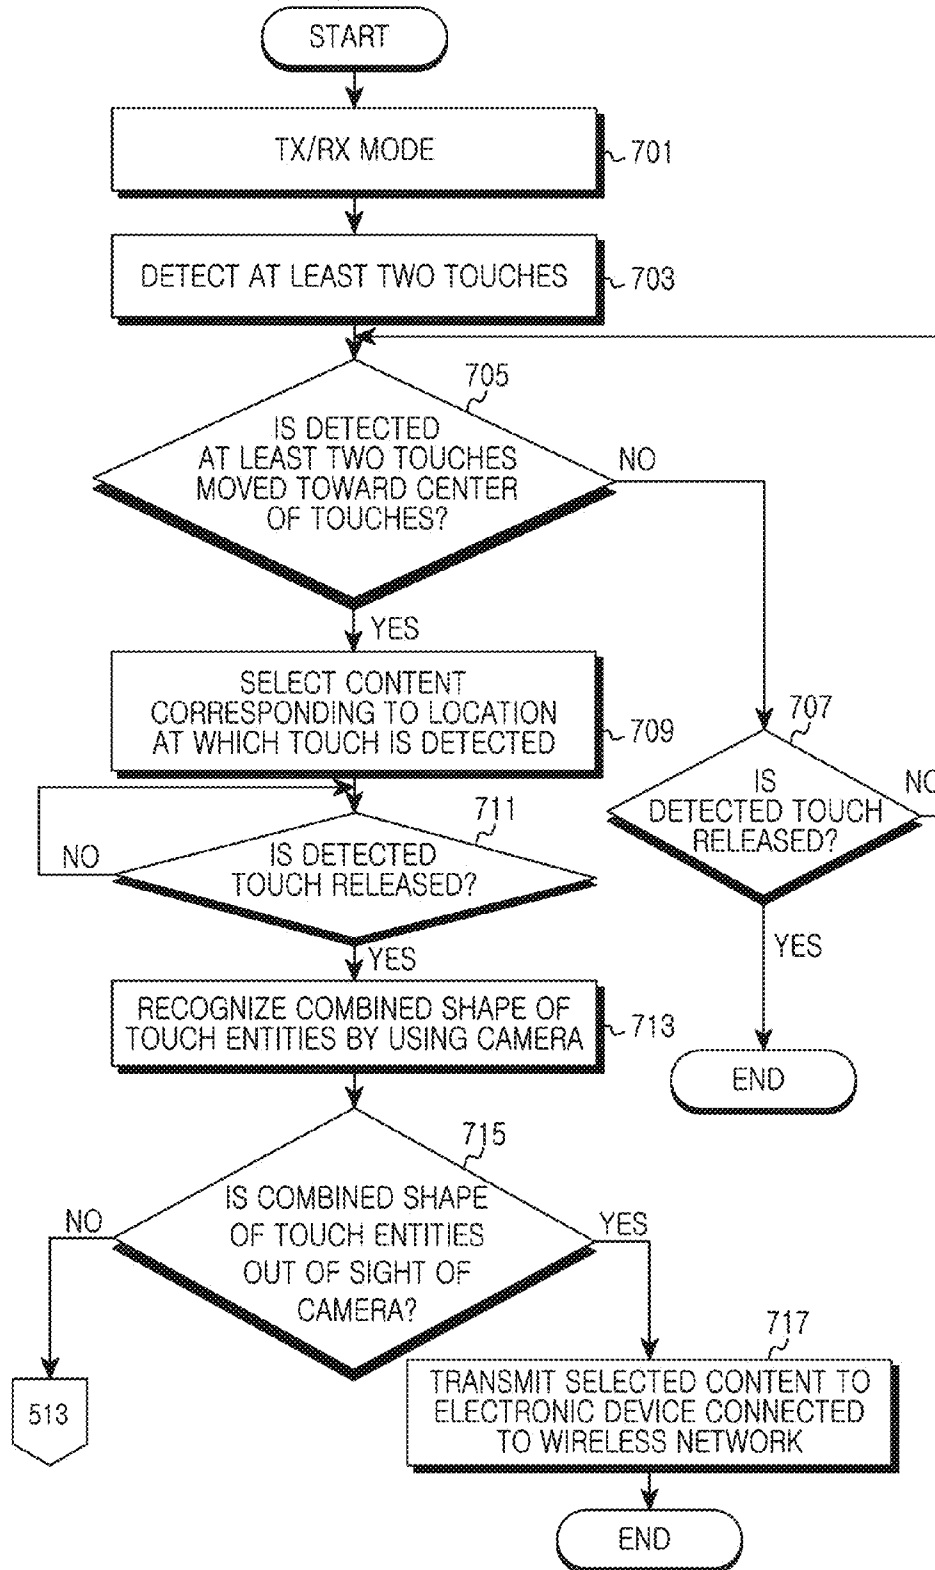 START
TX/RX MODE
701
DETECT AT LEAST TWO TOUCHES
703
705
IS DETECTED
AT LEAST TWO TOUCHES
MOVED TOWARD CENTER
OF TOUCHES?
NO
YES
SELECT CONTENT
CORRESPONDING TO LOCATION
AT WHICH TOUCH IS DETECTED
709
707
IS
DETECTED TOUCH
RELEASED?
NO
YES
END
711
IS DETECTED
TOUCH RELEASED?
NO
YES
RECOGNIZE COMBINED SHAPE OF
TOUCH ENTITIES BY USING CAMERA
713
715
IS COMBINED SHAPE
OF TOUCH ENTITIES
OUT OF SIGHT OF
CAMERA?
NO
YES
513
717
TRANSMIT SELECTED CONTENT TO
ELECTRONIC DEVICE CONNECTED
TO WIRELESS NETWORK
END